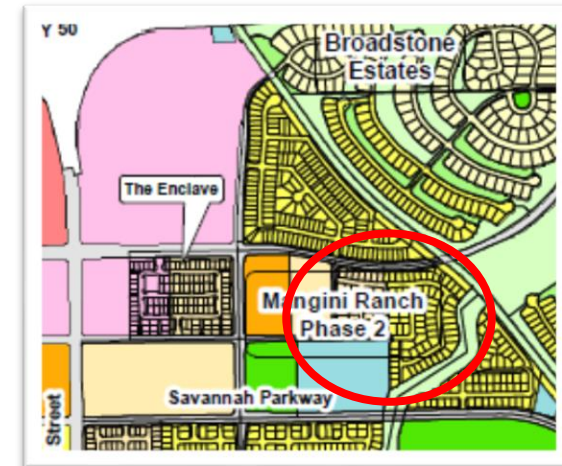 Y 50
Broadstone
Estates
The Enclave
Mangini Ranch
Phase 2
Savannah Parkway
Street